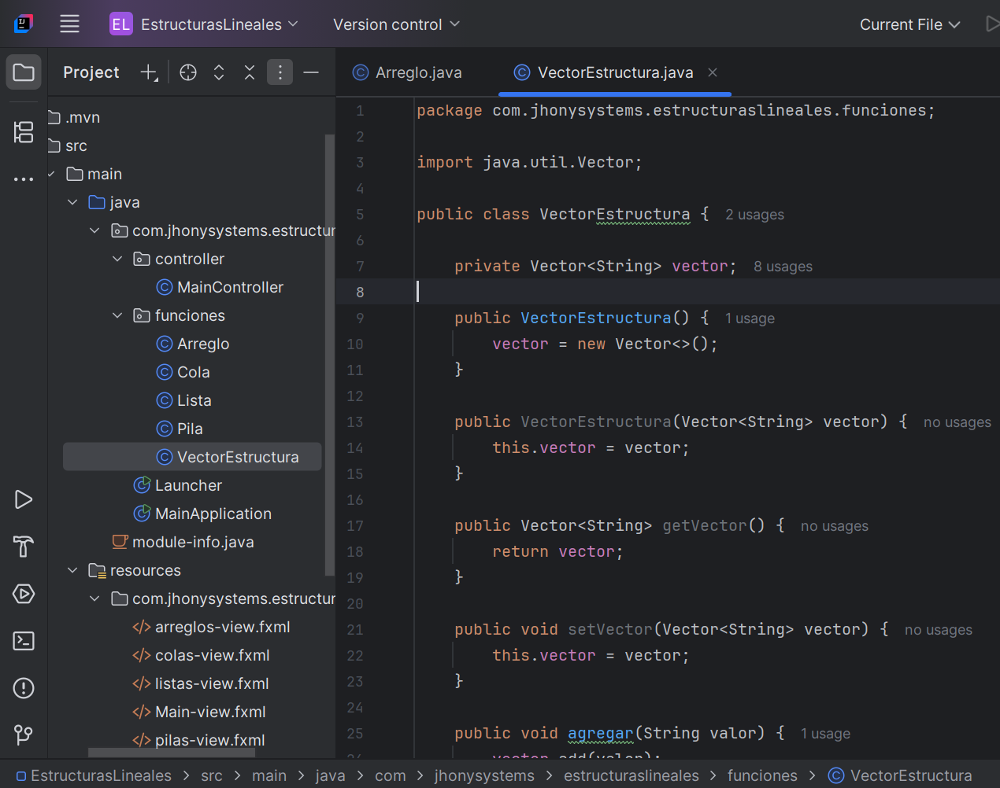 EL EstructurasLineales Version control Current File
Project
.mvn
src
main
java
com.jhonysystems.estructur
controller
MainController
funciones
Arreglo
Cola
Lista
Pila
VectorEstructura
Launcher
MainApplication
module-info.java
resources
com.jhonysystems.estructur
arreglos-view.fxml
colas-view.fxml
listas-view.fxml
Main-view.fxml
pilas-view.fxml
Arreglo.java VectorEstructura.java
1 package com.jhonysystems.estructuraslineales.funciones;
2
3 import java.util.Vector;
4
5 public class VectorEstructura { 2 usages
6
7 private Vector<String> vector; 8 usages
8
9 public VectorEstructura() { 1 usage
10 vector = new Vector<>();
11 }
12
13 public VectorEstructura(Vector<String> vector) { no usages
14 this.vector = vector;
15 }
16
17 public Vector<String> getVector() { no usages
18 return vector;
19 }
20
21 public void setVector(Vector<String> vector) { no usages
22 this.vector = vector;
23 }
24
25 public void agregar(String valor) { 1 usage
26 vector.add(valor);
EstructurasLineales > src > main > java > com > jhonysystems > estructuraslineales > funciones > VectorEstructura